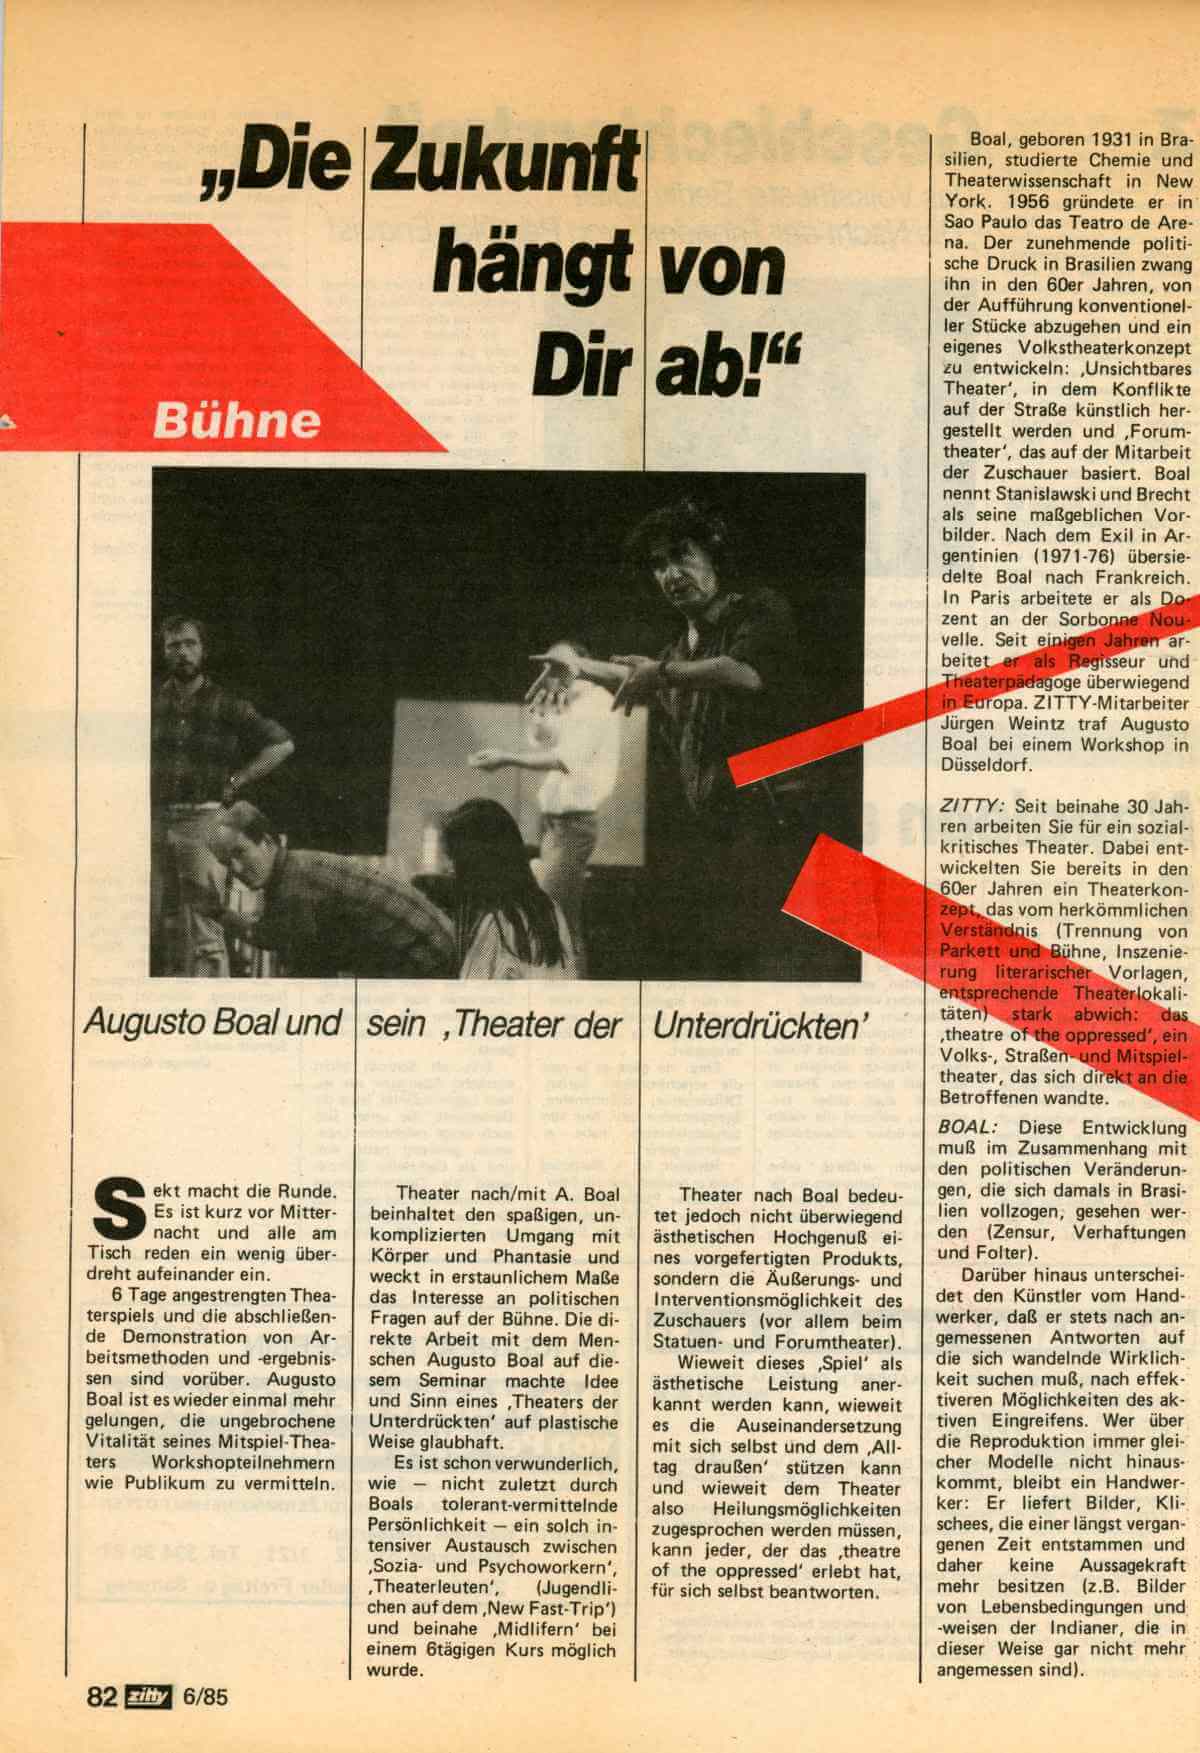 „Die Zukunft
hängt von
Dir ab!“
Bühne
Augusto Boal und sein ‚Theater der Unterdrückten’
Sekt macht die Runde.
Es ist kurz vor Mitter-
nacht und alle am
Tisch reden ein wenig über-
dreht aufeinander ein.
6 Tage angestrengten Thea-
terspiels und die abschließen-
de Demonstration von Ar-
beitsmethoden und -ergebnis-
sen sind vorüber. Augusto
Boal ist es wieder einmal mehr
gelungen, die ungebrochene
Vitalität seines Mitspiel-Thea-
ters Workshopteilnehmern
wie Publikum zu vermitteln.
Theater nach/mit A. Boal
beinhaltet den spaßigen, un-
komplizierten Umgang mit
Körper und Phantasie und
weckt in erstaunlichem Maße
das Interesse an politischen
Fragen auf der Bühne. Die di-
rekte Arbeit mit dem Men-
schen Augusto Boal auf die-
sem Seminar machte Idee
und Sinn eines ‚Theaters der
Unterdrückten‘ auf plastische
Weise glaubhaft.
Es ist schon verwunderlich,
wie — nicht zuletzt durch
Boals tolerant-vermittelnde
Persönlichkeit — ein solch in-
tensiver Austausch zwischen
‚Sozia- und Psychoworkern‘,
‚Theaterleuten‘, (Jugendli-
chen auf dem ‚New Fast-Trip‘)
und beinahe ‚Midlifern‘ bei
einem 6tägigen Kurs möglich
wurde.
Theater nach Boal bedeu-
tet jedoch nicht überwiegend
ästhetischen Hochgenuß ei-
nes vorgefertigten Produkts,
sondern die Äußerungs- und
Interventionsmöglichkeit des
Zuschauers (vor allem beim
Statuen- und Forumtheater).
Wieweit dieses ‚Spiel‘ als
ästhetische Leistung aner-
kannt werden kann, wieweit
es die Auseinandersetzung
mit sich selbst und dem ‚All-
tag draußen‘ stützen kann
und wieweit dem Theater
also Heilungsmöglichkeiten
zugesprochen werden müssen,
kann jeder, der das ‚theatre
of the oppressed‘ erlebt hat,
für sich selbst beantworten.
Boal, geboren 1931 in Bra-
silien, studierte Chemie und
Theaterwissenschaft in New
York. 1956 gründete er in
Sao Paulo das Teatro de Are-
na. Der zunehmende politi-
sche Druck in Brasilien zwang
ihn in den 60er Jahren, von
der Aufführung konventionel-
ler Stücke abzugehen und ein
eigenes Volkstheaterkonzept
zu entwickeln: ‚Unsichtbares
Theater‘, in dem Konflikte
auf der Straße künstlich her-
gestellt werden und ‚Forum-
theater‘, das auf der Mitarbeit
der Zuschauer basiert. Boal
nennt Stanislawski und Brecht
als seine maßgeblichen Vor-
bilder. Nach dem Exil in Ar-
gentinien (1971-76) übersie-
delte Boal nach Frankreich.
In Paris arbeitete er als Do-
zent an der Sorbonne Nou-
velle. Seit einigen Jahren ar-
beitet er als Regisseur und
Theaterpädagoge überwiegend
in Europa. ZITTY-Mitarbeiter
Jürgen Weintz traf Augusto
Boal bei einem Workshop in
Düsseldorf.
ZITTY: Seit beinahe 30 Jah-
ren arbeiten Sie für ein sozial-
kritisches Theater. Dabei ent-
wickelten Sie bereits in den
60er Jahren ein Theaterkon-
zept, das vom herkömmlichen
Verständnis (Trennung von
Parkett und Bühne, Inszenie-
rung literarischer Vorlagen,
entsprechende Theaterlokali-
täten) stark abwich: das
‚theatre of the oppressed‘, ein
Volks-, Straßen- und Mitspiel-
theater, das sich direkt an die
Betroffenen wandte.
BOAL: Diese Entwicklung
muß im Zusammenhang mit
den politischen Veränderun-
gen, die sich damals in Brasi-
lien vollzogen, gesehen wer-
den (Zensur, Verhaftungen
und Folter).
Darüber hinaus unterschei-
det den Künstler vom Hand-
werker, daß er stets nach an-
gemessenen Antworten auf
die sich wandelnde Wirklich-
keit suchen muß, nach effek-
tiveren Möglichkeiten des ak-
tiven Eingreifens. Wer über
die Reproduktion immer glei-
cher Modelle nicht hinaus-
kommt, bleibt ein Handwer-
ker: Er liefert Bilder, Kli-
schees, die einer längst vergan-
genen Zeit entstammen und
daher keine Aussagekraft
mehr besitzen (z.B. Bilder
von Lebensbedingungen und
-weisen der Indianer, die in
dieser Weise gar nicht mehr
angemessen sind).
82 zitty 6/85